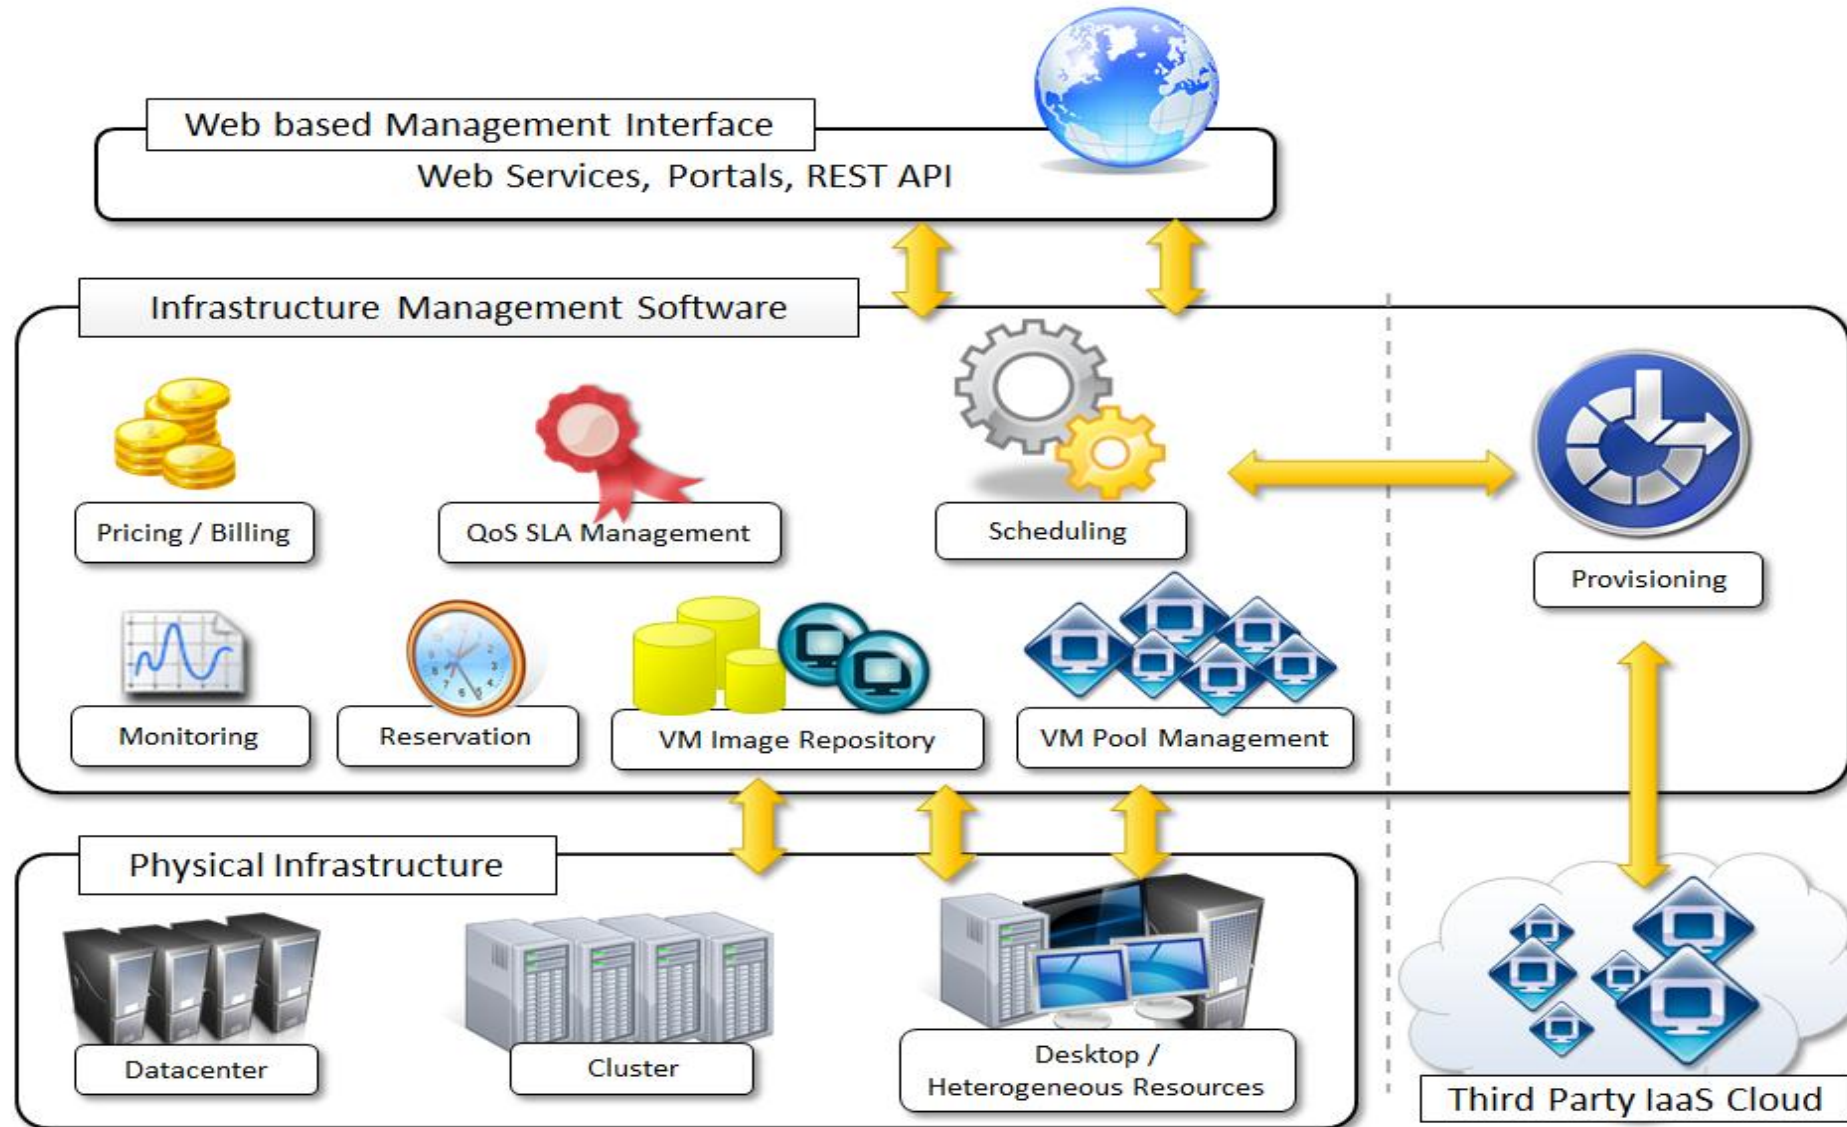 Web based Management Interface
Web Services, Portals, REST API
Infrastructure Management Software
Pricing / Billing
QoS SLA Management
Scheduling
Provisioning
Monitoring
Reservation
VM Image Repository
VM Pool Management
Physical Infrastructure
Datacenter
Cluster
Desktop /
Heterogeneous Resources
Third Party IaaS Cloud